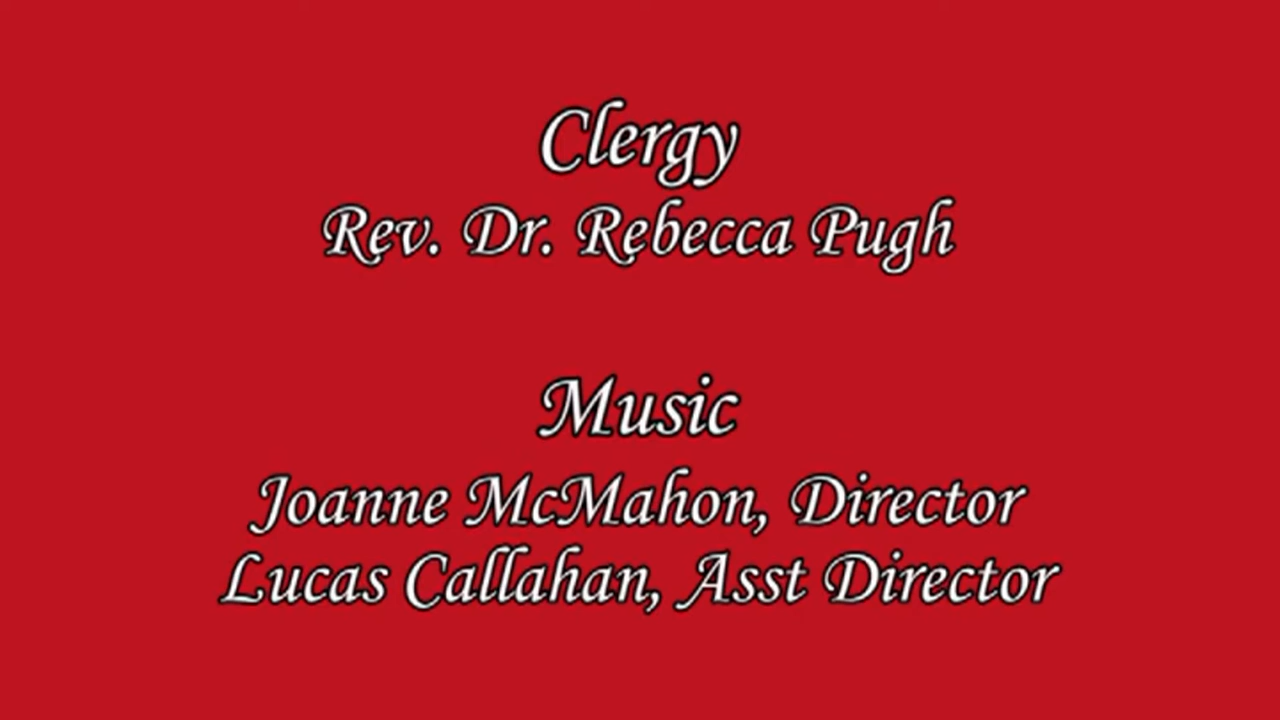 Clergy
Rev. Dr. Rebecca Pugh
Music
Joanne McMahon, Director
Lucas Callahan, Asst Director